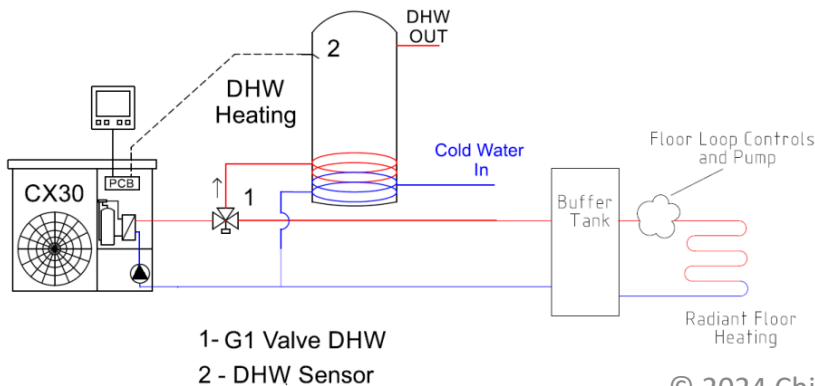 DHW
OUT
2
DHW
Heating
Cold Water
In
Floor Loop Controls
and Pump
PCB
CX30
1
Buffer
Tank
Radiant Floor
Heating
1- G1 Valve DHW
2 - DHW Sensor
© 2024 Chi